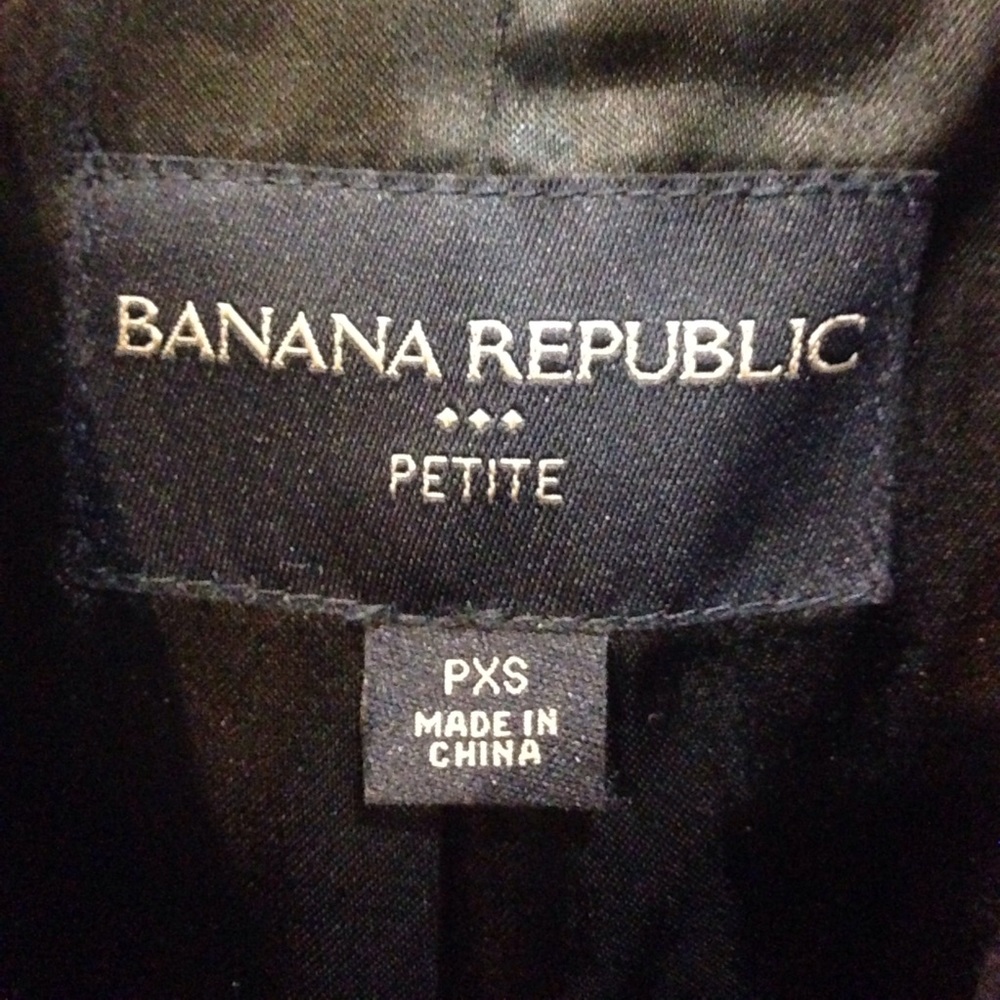 BANANA REPUBLIC
PETITE
PXS
MADE IN
CHINA